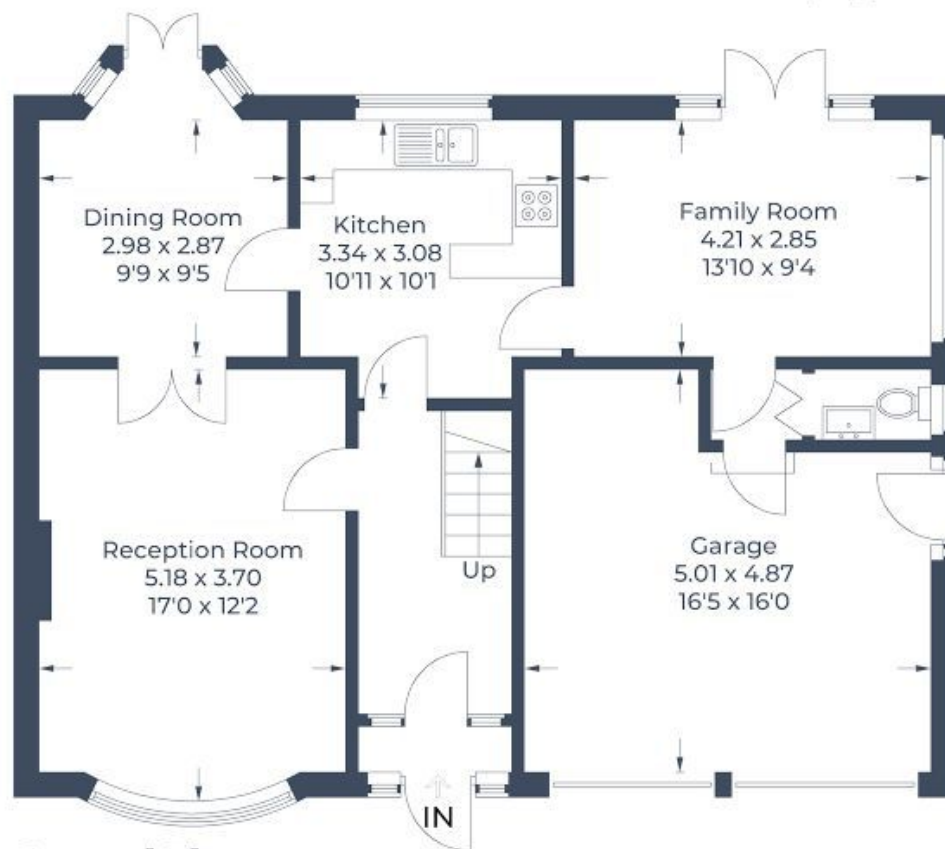 Dining Room
2.98 x 2.87
9'9 x 9'5
Kitchen
3.34 x 3.08
10'11 x 10'1
Family Room
4.21 x 2.85
13'10 x 9'4
Reception Room
5.18 x 3.70
17'0 x 12'2
Up
Garage
5.01 x 4.87
16'5 x 16'0
IN